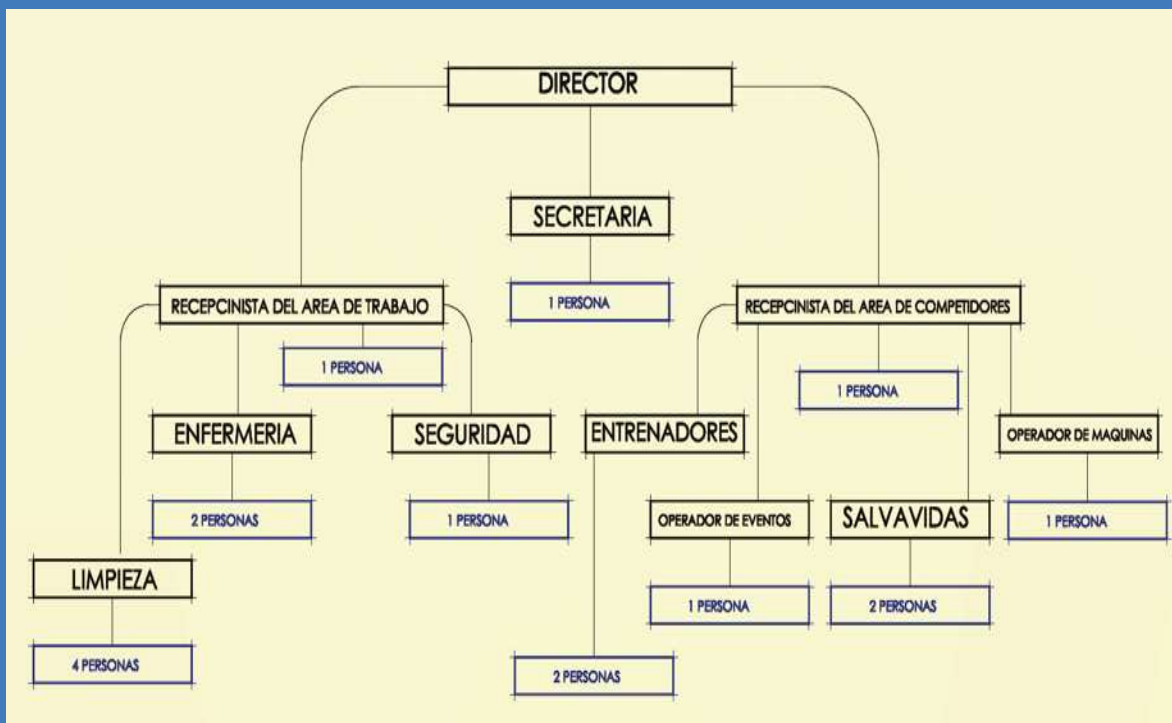 DIRECTOR
SECRETARIA
1 PERSONA
RECEPCINISTA DEL AREA DE TRABAJO
RECEPCINISTA DEL AREA DE COMPETIDORES
1 PERSONA
1 PERSONA
ENFERMERIA
SEGURIDAD
ENTRENADORES
OPERADOR DE MAQUINAS
2 PERSONAS
1 PERSONA
OPERADOR DE EVENTOS
SALVAVIDAS
1 PERSONA
LIMPIEZA
1 PERSONA
2 PERSONAS
4 PERSONAS
2 PERSONAS